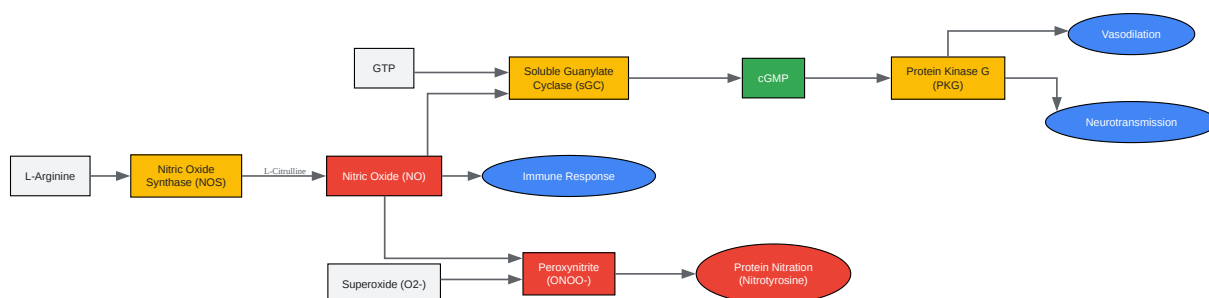 Vasodilation
GTP
Soluble Guanylate
Cyclase (sGC)
cGMP
Protein Kinase G
(PKG)
Neurotransmission
L-Arginine
Nitric Oxide
Synthase (NOS)
L-Citrulline
Nitric Oxide (NO)
Immune Response
Superoxide (O2-)
Peroxynitrite
(ONOO-)
Protein Nitration
(Nitrotyrosine)